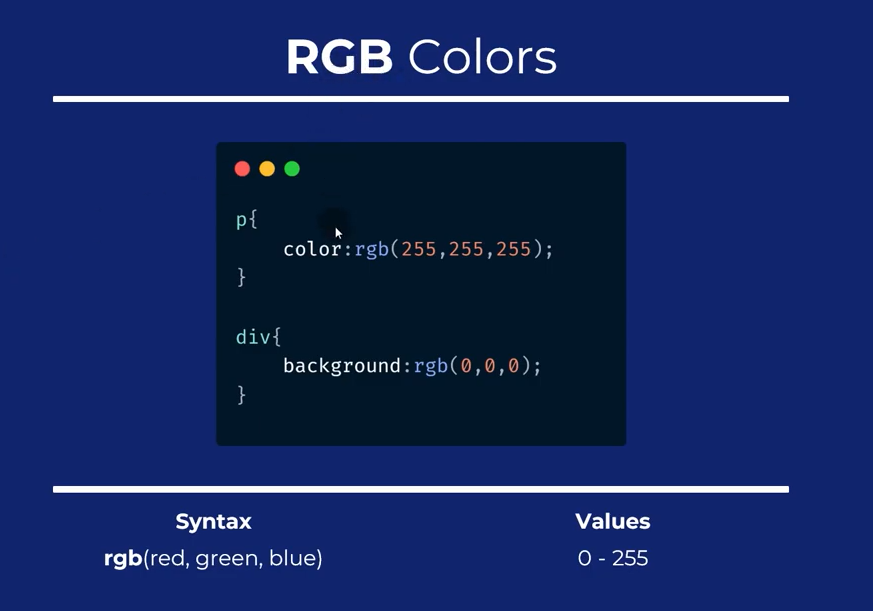 RGB Colors
p{
    color:rgb(255,255,255);
}
div{
    background:rgb(0,0,0);
}
Syntax
Values
rgb(red, green, blue)
0 - 255